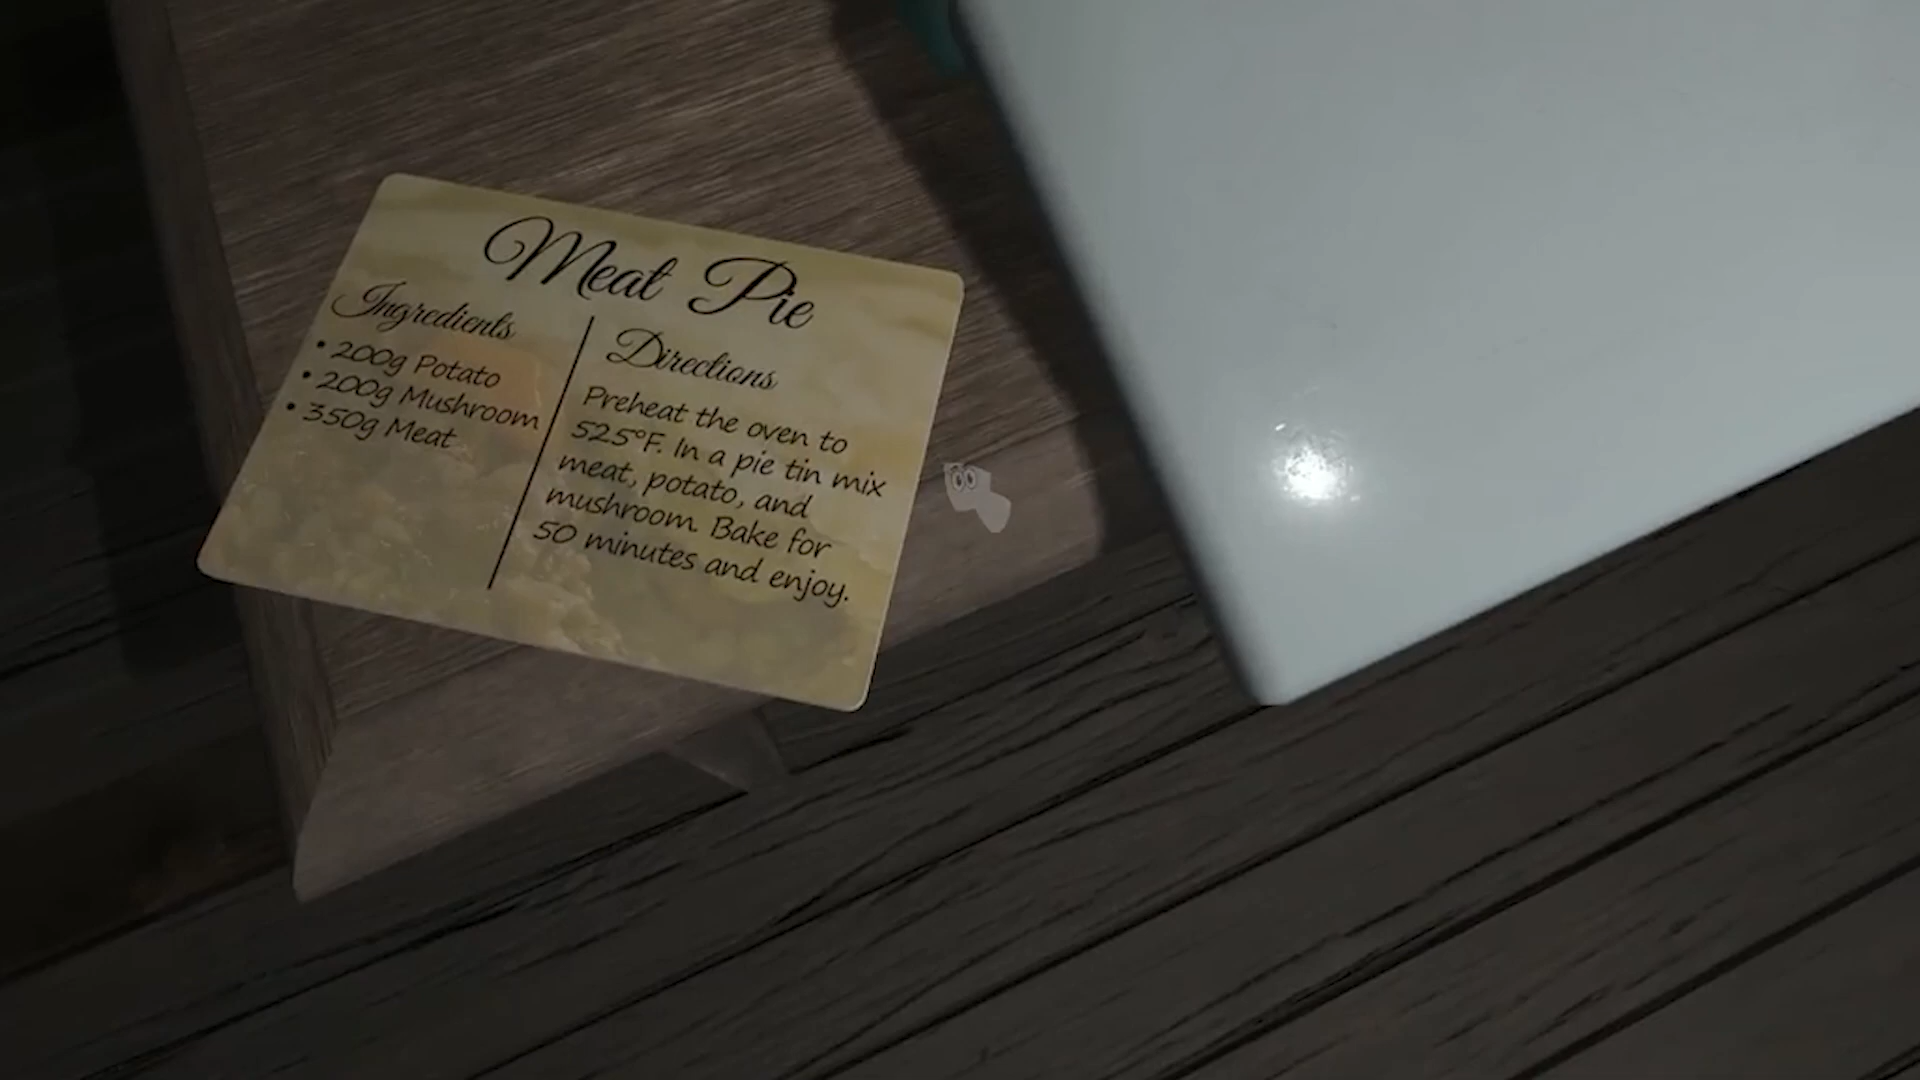 Meat Pie
Ingredients
• 200g Potato
• 200g Mushroom
• 350g Meat
Directions
Preheat the oven to
525°F. In a pie tin mix
meat, potato, and
mushroom. Bake for
50 minutes and enjoy.